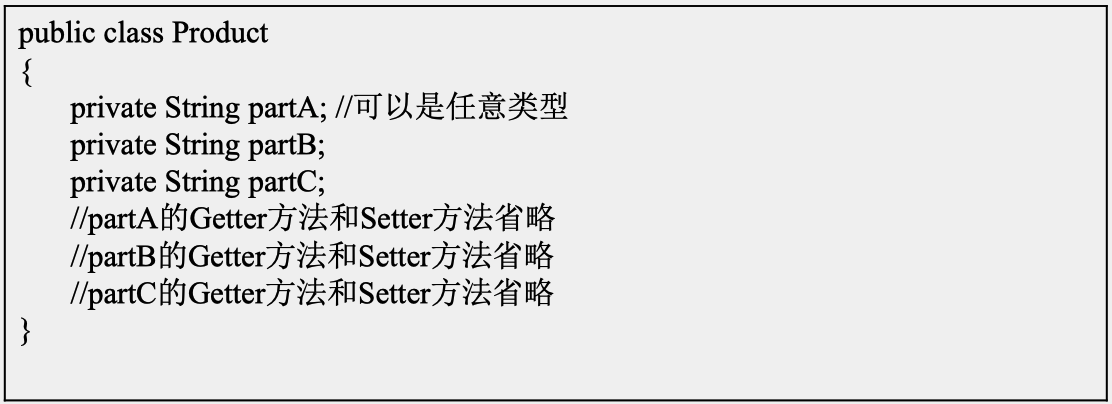 public class Product
{
private String partA; //可以是任意类型
private String partB;
private String partC;
//partA的Getter方法和Setter方法省略
//partB的Getter方法和Setter方法省略
//partC的Getter方法和Setter方法省略
}